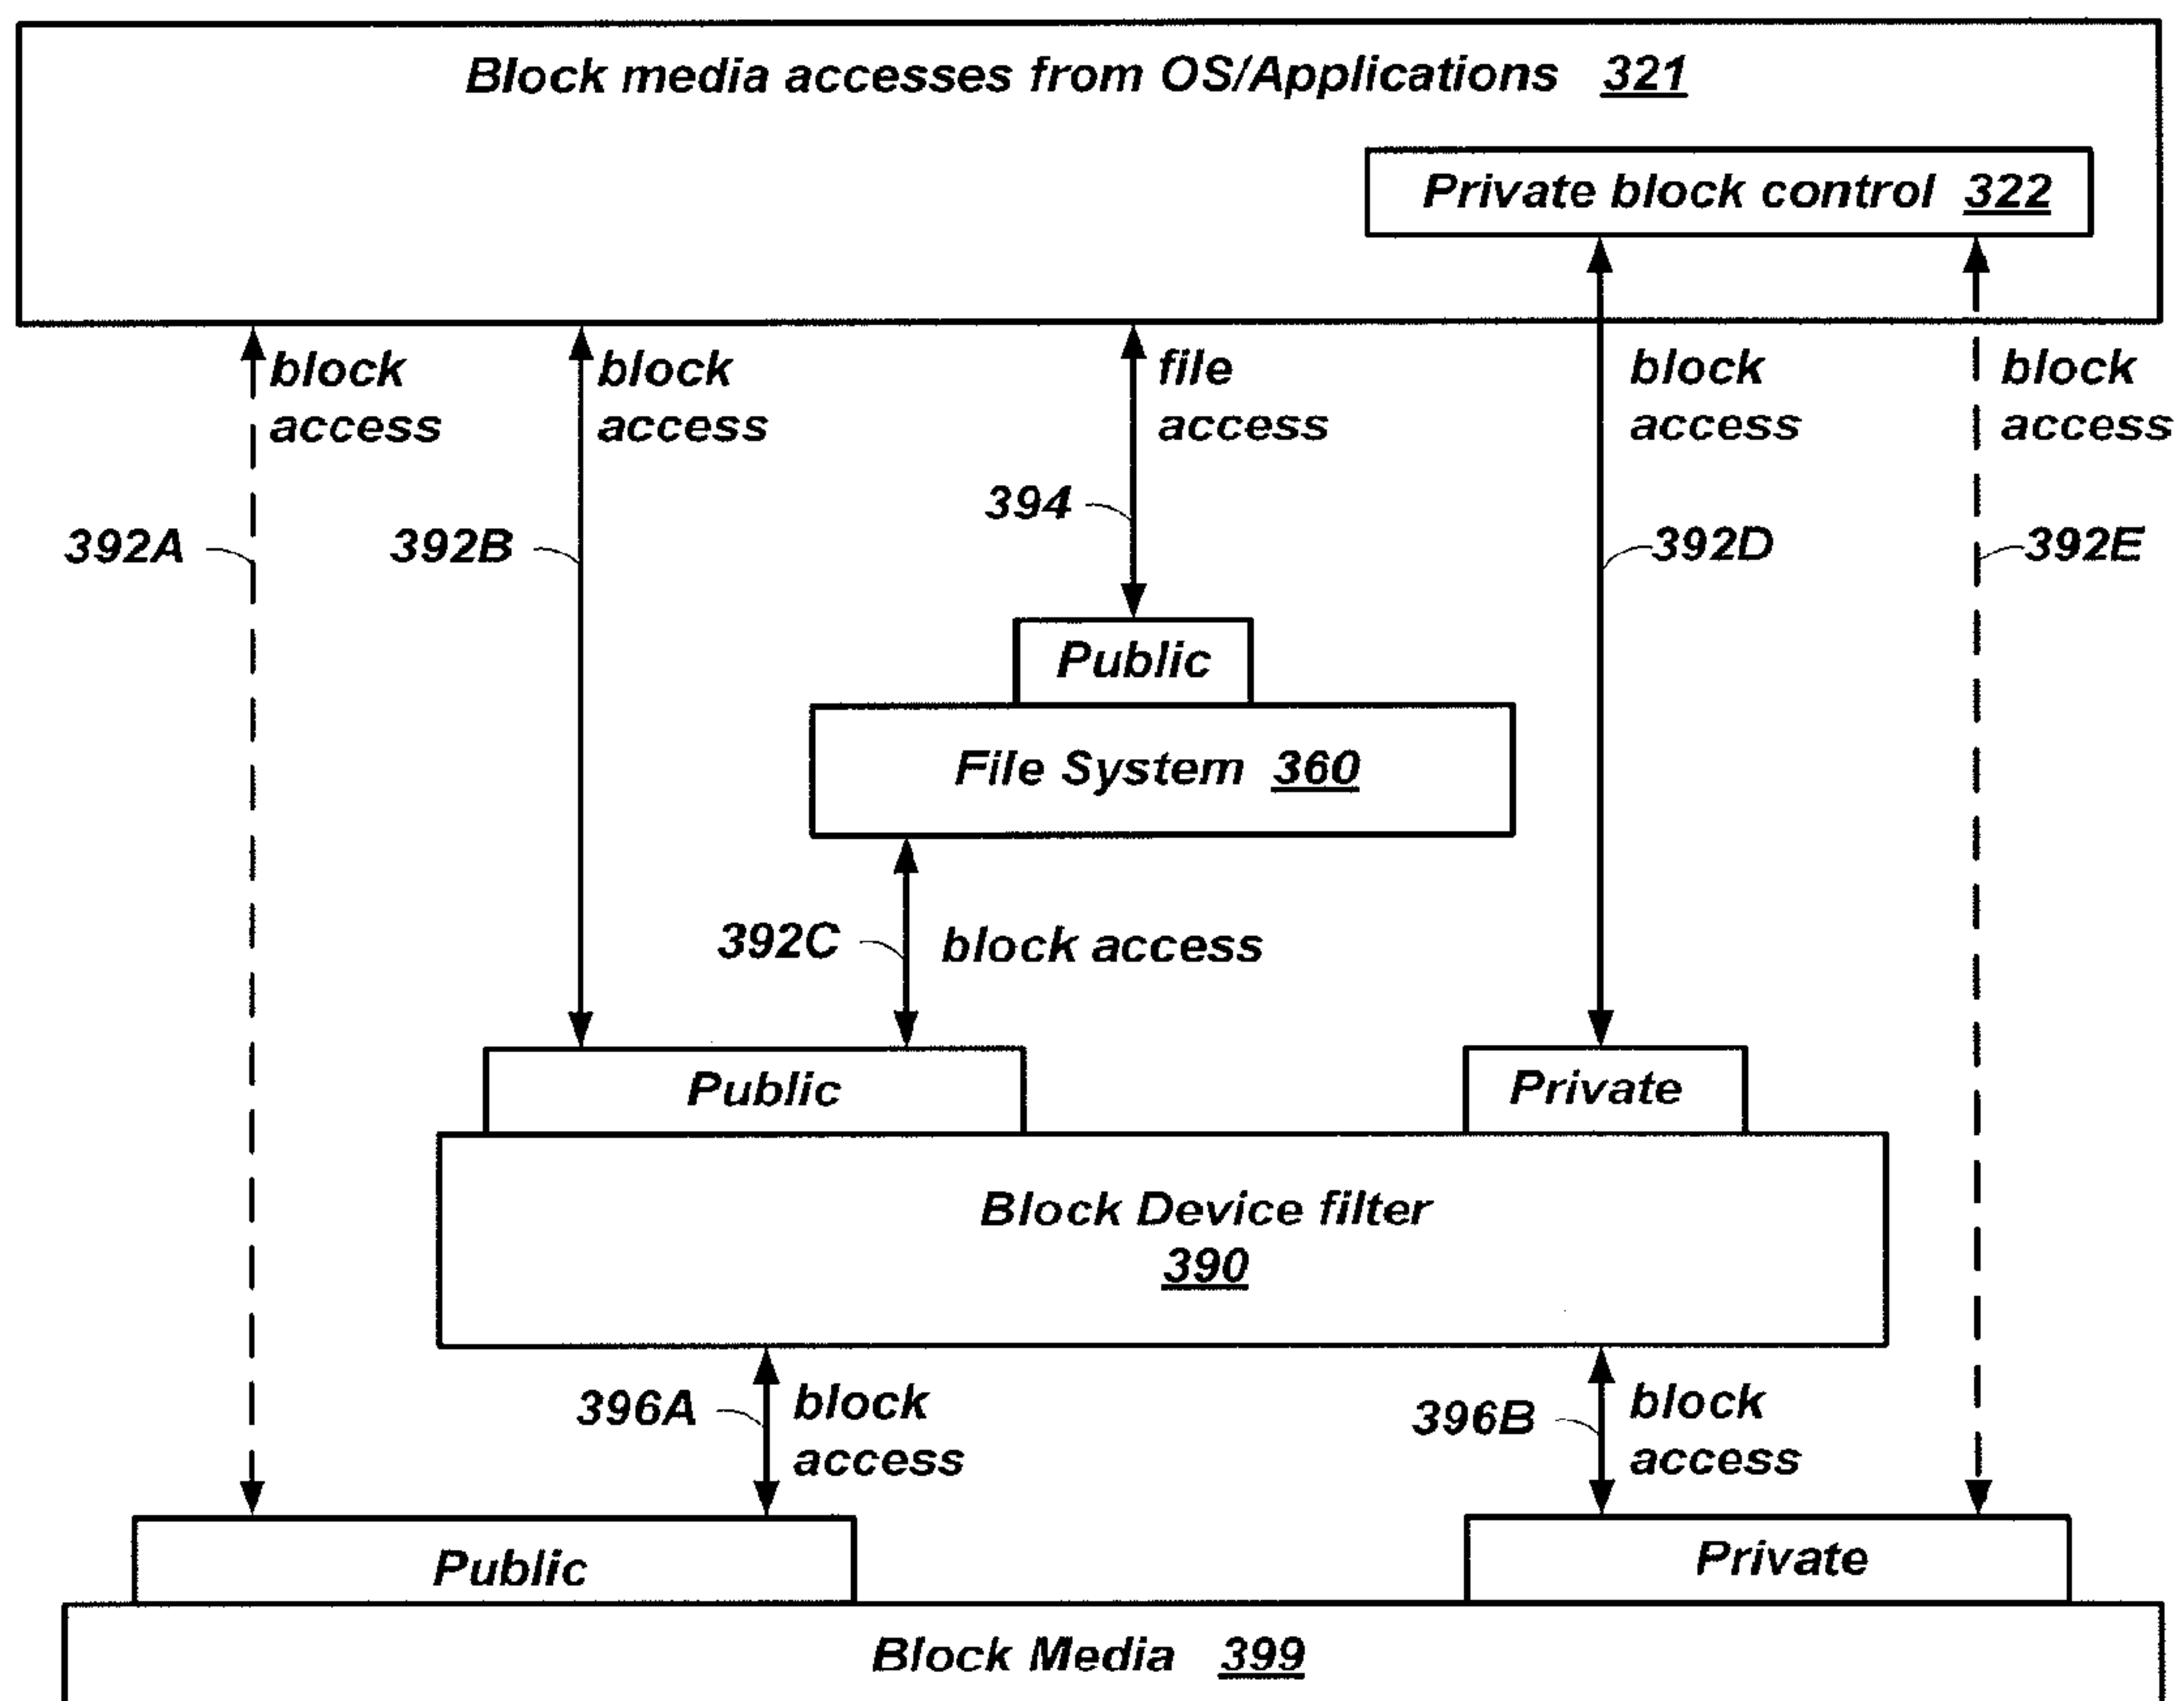 Block media accesses from OS/Applications 321
Private block control 322
block access
block access
file access
block access
block access
394
392A
392B
392D
392E
Public
File System 360
392C
block access
Public
Private
Block Device filter
390
396A
block access
396B
block access
Public
Private
Block Media 399